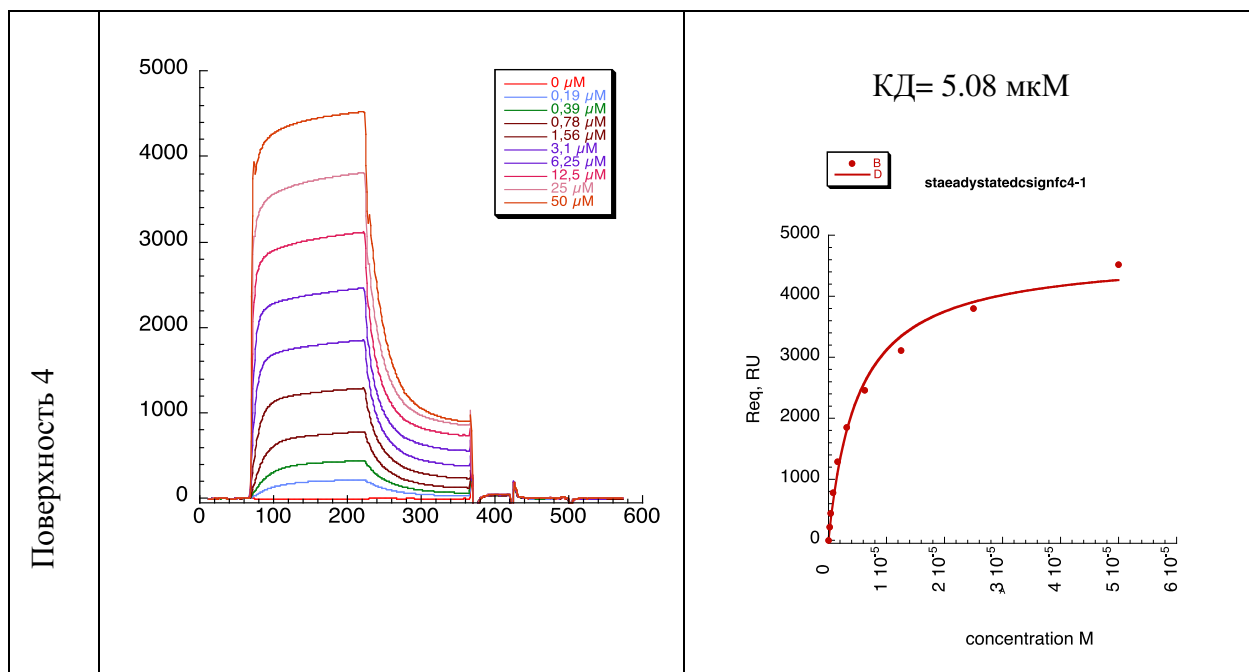 Поверхность 4
5000
4000
3000
2000
1000
0
0 100 200 300 400 500 600
0 µM
0,19 µM
0,39 µM
0,78 µM
1,56 µM
3,1 µM
6,25 µM
12,5 µM
25 µM
50 µM
КД= 5.08 мкМ
B
D
staeadystatedcsignfc4-1
Req, RU
5000
4000
3000
2000
1000
0
0 1 10-5 2 10-5 3 10-5 4 10-5 5 10-5 6 10-5
A
concentration M